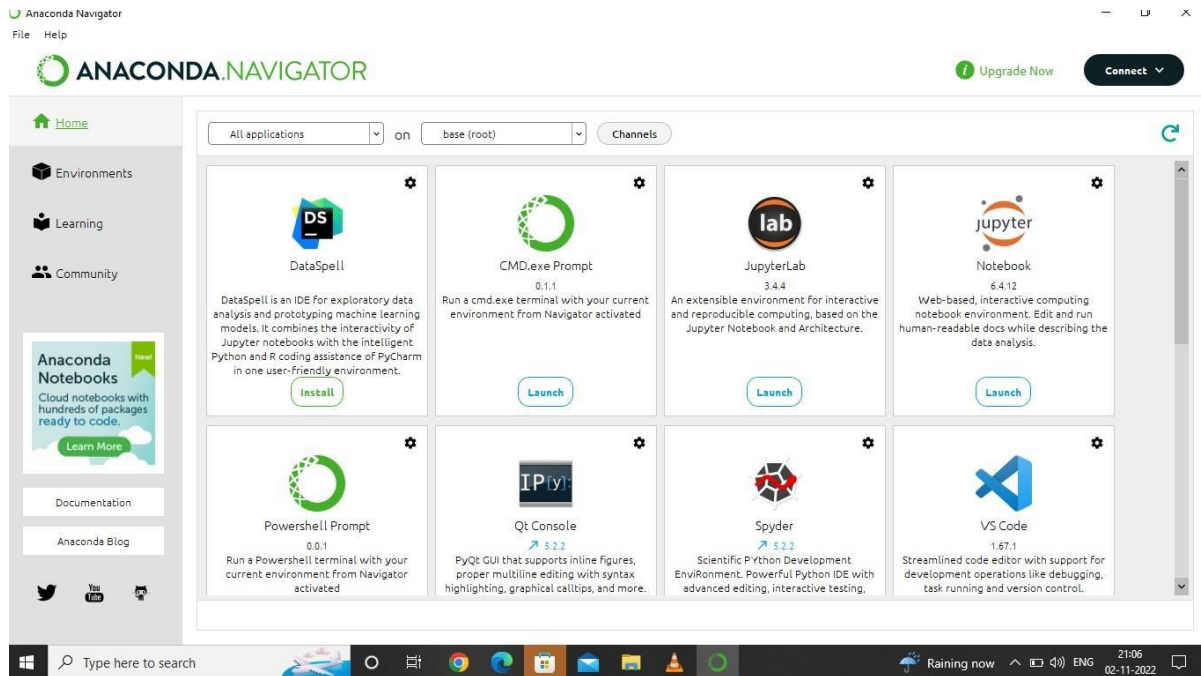 Anaconda Navigator
File Help
ANACONDA.NAVIGATOR
Upgrade Now
Connect
Home
Environments
Learning
Community
Anaconda
Notebooks
New!
Cloud notebooks with
hundreds of packages
ready to code.
Learn More
Documentation
Anaconda Blog
You
Tube
All applications on base (root) Channels
DS
DataSpell
DataSpell is an IDE for exploratory data
analysis and prototyping machine learning
models. It combines the interactivity of
Jupyter notebooks with the intelligent
Python and R coding assistance of PyCharm
in one user-friendly environment.
Install
CMD.exe Prompt
0.1.1
Run a cmd.exe terminal with your current
environment from Navigator activated
Launch
lab
JupyterLab
3.4.4
An extensible environment for interactive
and reproducible computing, based on the
Jupyter Notebook and Architecture.
Launch
jupyter
Notebook
6.4.12
Web-based, interactive computing
notebook environment. Edit and run
human-readable docs while describing the
data analysis.
Launch
Powershell Prompt
0.0.1
Run a Powershell terminal with your
current environment from Navigator
activated
IP[y]:
Qt Console
5.2.2
PyQt GUI that supports inline figures,
proper multiline editing with syntax
highlighting, graphical calltips, and more.
Spyder
5.2.2
Scientific PYthon Development
EnviRonment. Powerful Python IDE with
advanced editing, interactive testing,
VS Code
1.67.1
Streamlined code editor with support for
development operations like debugging,
task running and version control.
Type here to search
Raining now
ENG
21:06
02-11-2022